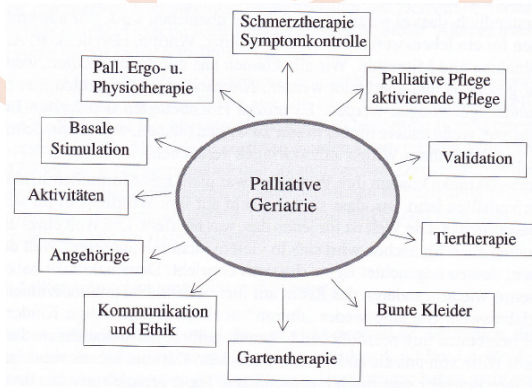 Schmerztherapie
Symptomkontrolle
Pall. Ergo- u.
Physiotherapie
Palliative Pflege
aktivierende Pflege
Basale
Stimulation
Validation
Palliative
Geriatrie
Aktivitäten
Tiertherapie
Angehörige
Kommunikation
und Ethik
Bunte Kleider
Gartentherapie